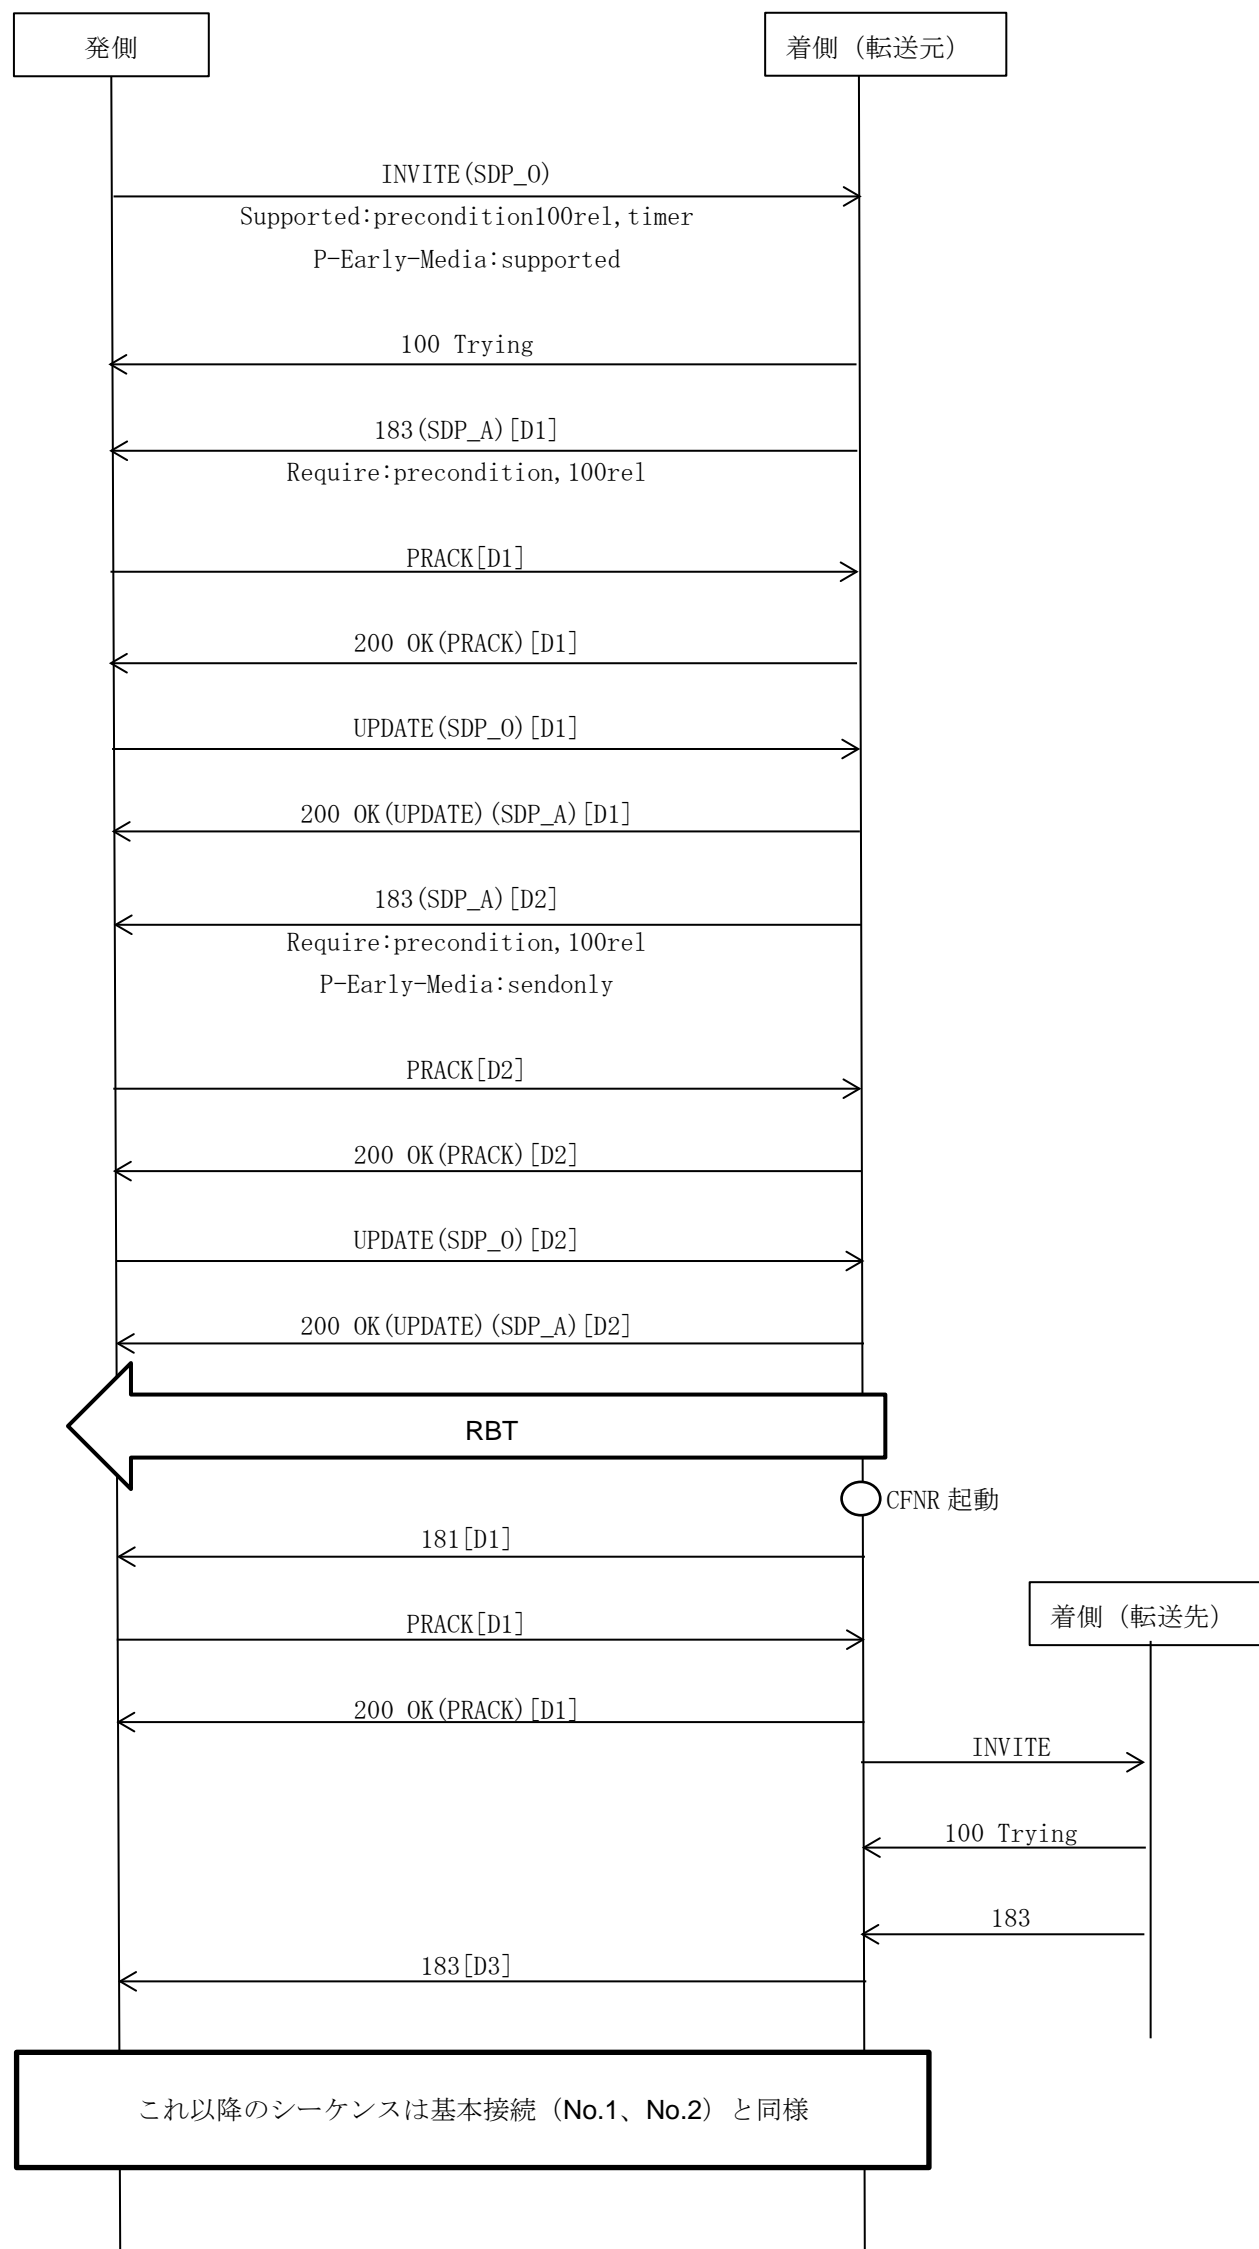 発側
着側（転送元）
INVITE(SDP_O)
Supported:precondition100rel,timer
P-Early-Media:supported
100 Trying
183(SDP_A)[D1]
Require:precondition,100rel
PRACK[D1]
200 OK(PRACK)[D1]
UPDATE(SDP_O)[D1]
200 OK(UPDATE)(SDP_A)[D1]
183(SDP_A)[D2]
Require:precondition,100rel
P-Early-Media:sendonly
PRACK[D2]
200 OK(PRACK)[D2]
UPDATE(SDP_O)[D2]
200 OK(UPDATE)(SDP_A)[D2]
RBT
CFNR 起動
181[D1]
着側（転送先）
PRACK[D1]
200 OK(PRACK)[D1]
INVITE
100 Trying
183
183[D3]
これ以降のシーケンスは基本接続（No.1、No.2）と同様